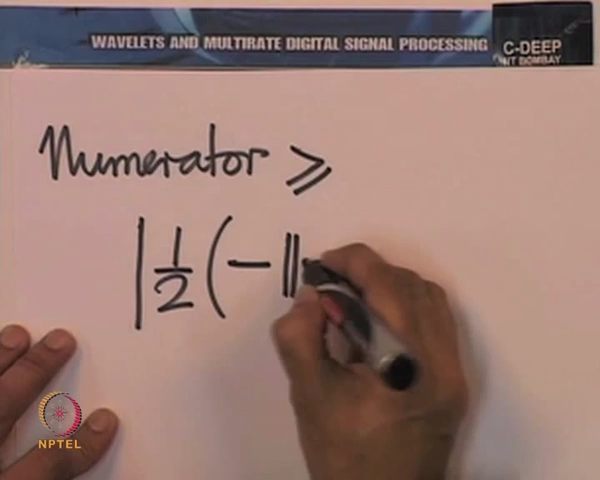 WAVELETS AND MULTIRATE DIGITAL SIGNAL PROCESSING
C-DEEP
IIT BOMBAY
Numerator ≥
|1/2(-||
NPTEL